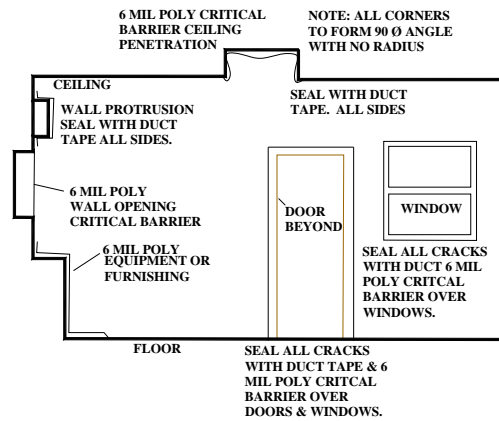 6 MIL POLY CRITICAL
BARRIER CEILING
PENETRATION
NOTE: ALL CORNERS
TO FORM 90 Ø ANGLE
WITH NO RADIUS
CEILING
WALL PROTRUSION
SEAL WITH DUCT
TAPE ALL SIDES.
SEAL WITH DUCT
TAPE. ALL SIDES
6 MIL POLY
WALL OPENING
CRITICAL BARRIER
DOOR
BEYOND
WINDOW
6 MIL POLY
EQUIPMENT OR
FURNISHING
SEAL ALL CRACKS
WITH DUCT 6 MIL
POLY CRITCAL
BARRIER OVER
WINDOWS.
FLOOR
SEAL ALL CRACKS
WITH DUCT TAPE & 6
MIL POLY CRITCAL
BARRIER OVER
DOORS & WINDOWS.